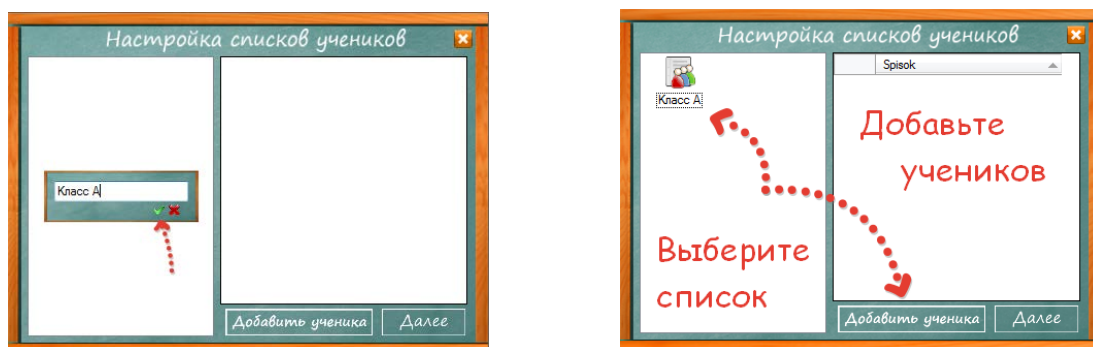 Настройка списков учеников
Класс А
Добавить ученика
Далее
Настройка списков учеников
Spisok
Класс А
Добавьте
учеников
Выберите
список
Добавить ученика
Далее